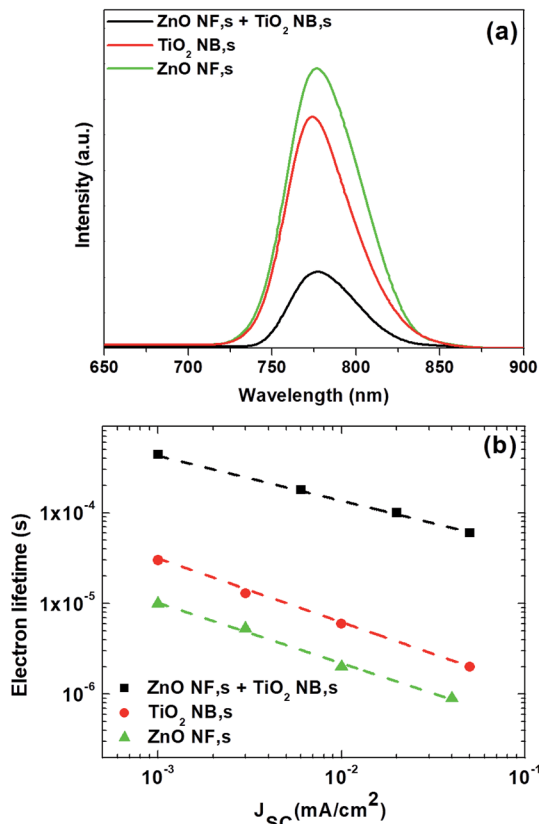 ZnO NF,s + TiO₂ NB,s
TiO₂ NB,s
ZnO NF,s
(a)
Intensity (a.u.)
650 700 750 800 850 900
Wavelength (nm)
(b)
Electron lifetime (s)
1x10⁻⁴
1x10⁻⁵
10⁻⁶
ZnO NF,s + TiO₂ NB,s
TiO₂ NB,s
ZnO NF,s
10⁻³ 10⁻² 10⁻¹
J_SC(mA/cm²)